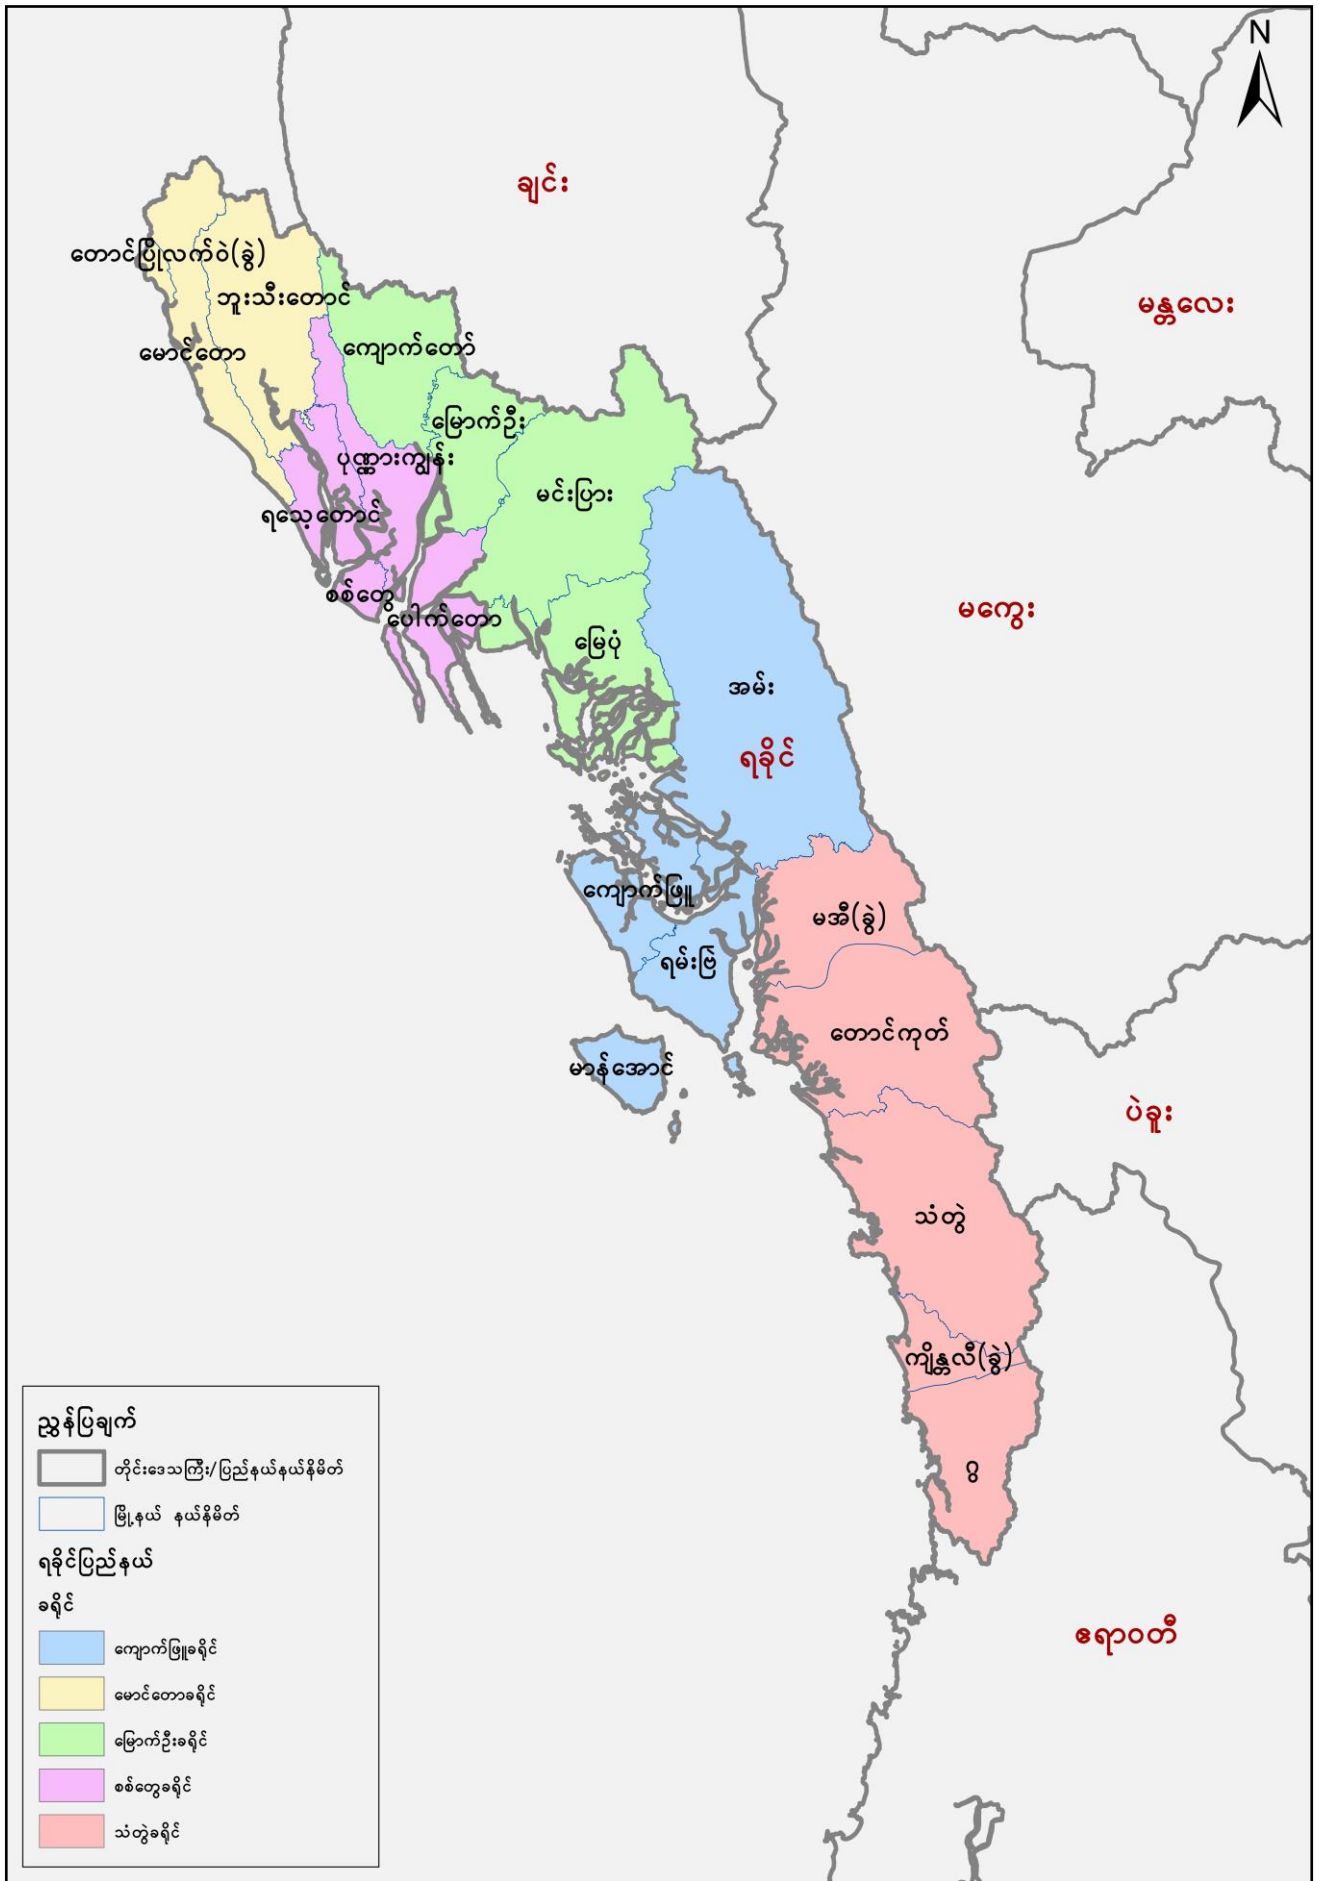 N
ချင်း
တောင်ပြိုလက်ဝဲ(ခွဲ)
ဘူးသီးတောင်
မန္တလေး
မောင်တော
ကျောက်တော်
မြောက်ဦး
ပုဏ္ဏားကျွန်း
မင်းပြား
ရသေ့တောင်
စစ်တွေ
ပေါက်တော
မကွေး
မြေပုံ
အမ်း
ရခိုင်
ကျောက်ဖြူ
မအီ(ခွဲ)
ရမ်းဗြဲ
တောင်ကုတ်
မာန်အောင်
ပဲခူး
သံတွဲ
ကျိန္တလီ(ခွဲ)
ဂွ
ဧရာဝတီ
ညွှန်ပြချက်
တိုင်းဒေသကြီး/ပြည်နယ်နယ်နိမိတ်
မြို့နယ် နယ်နိမိတ်
ရခိုင်ပြည်နယ်
ခရိုင်
ကျောက်ဖြူခရိုင်
မောင်တောခရိုင်
မြောက်ဦးခရိုင်
စစ်တွေခရိုင်
သံတွဲခရိုင်